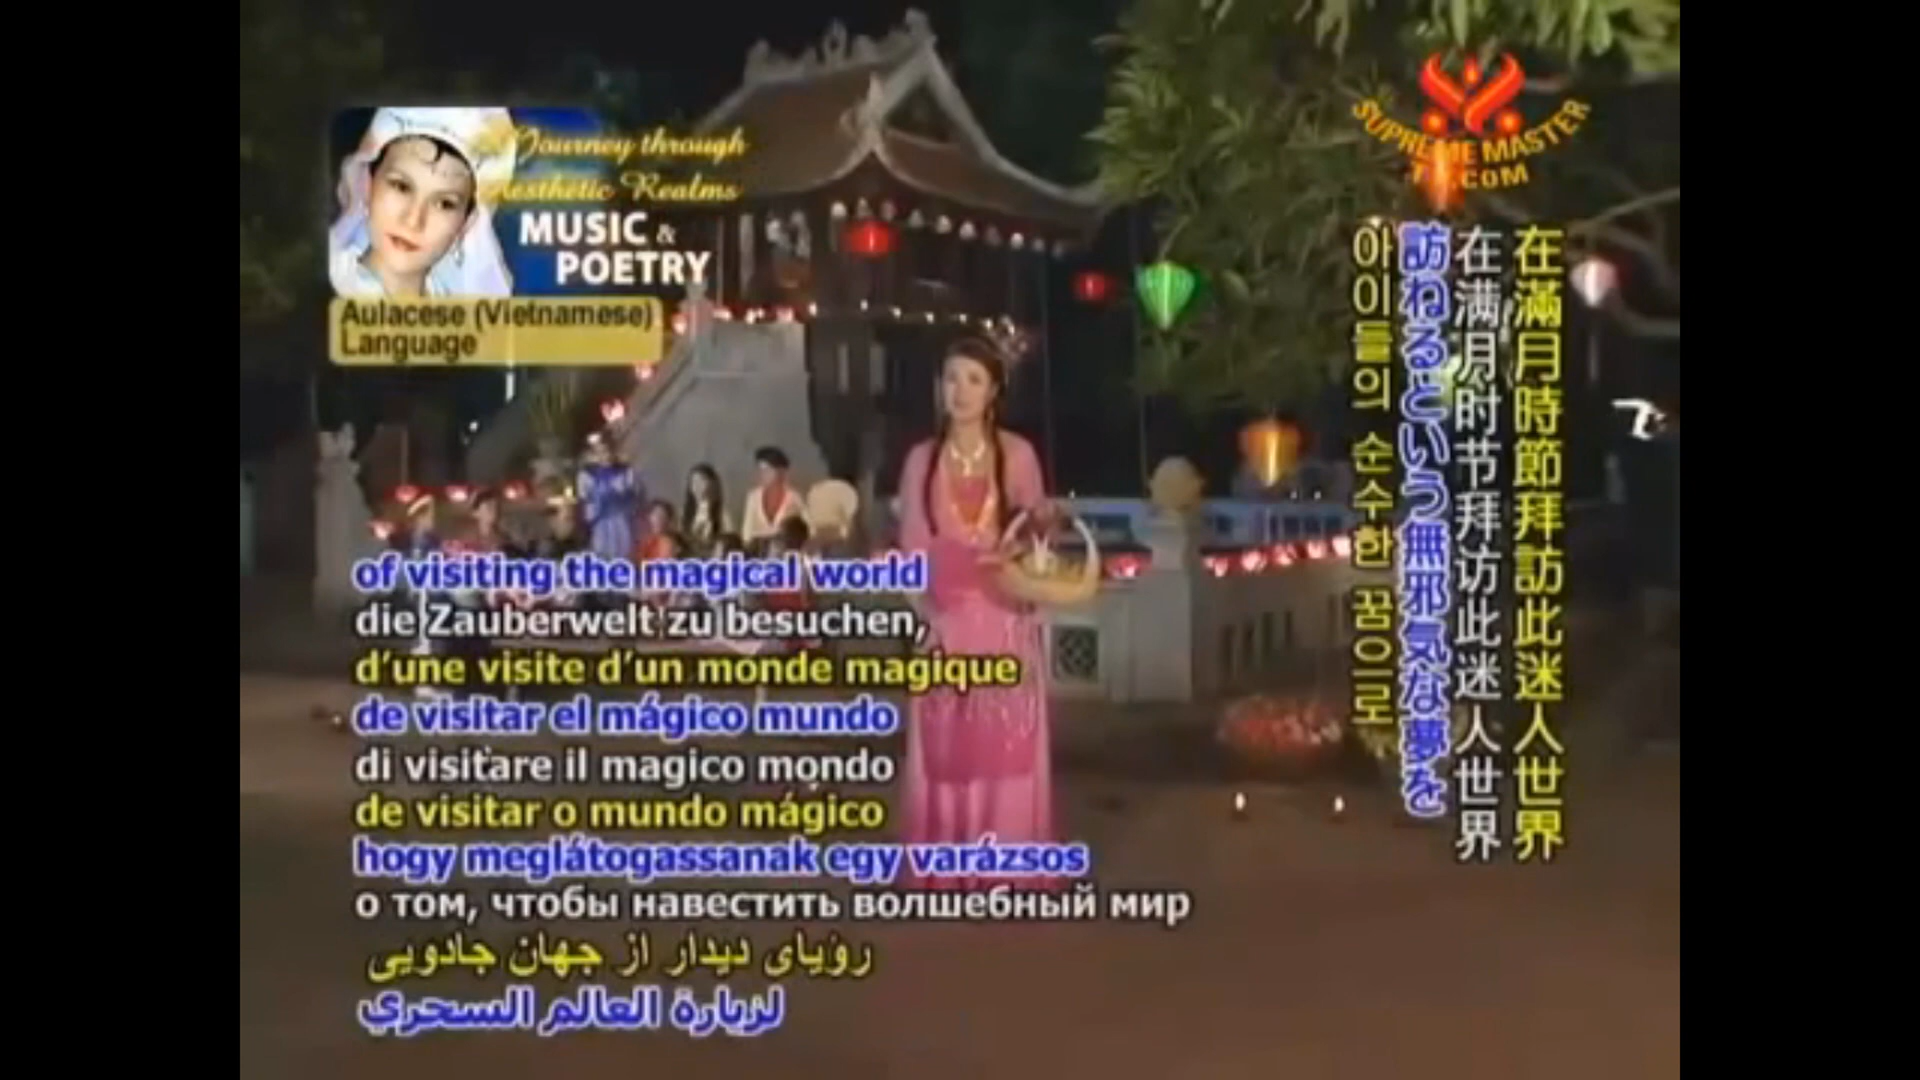 A Journey through
Aesthetic Realms
MUSIC &
POETRY
Aulacese (Vietnamese)
Language
SUPREME MASTER
TV.COM
在滿月時節拜訪此迷人世界
在满月时节拜访此迷人世界
訪ねるという無邪気な夢を
아이들의 순수한 꿈으로
of visiting the magical world
die Zauberwelt zu besuchen,
d'une visite d'un monde magique
de visitar el mágico mundo
di visitare il magico mondo
de visitar o mundo mágico
hogy meglátogassanak egy varázsos
о том, чтобы навестить волшебный мир
رؤیای دیدار از جهان جادویی
لزيارة العالم السحري